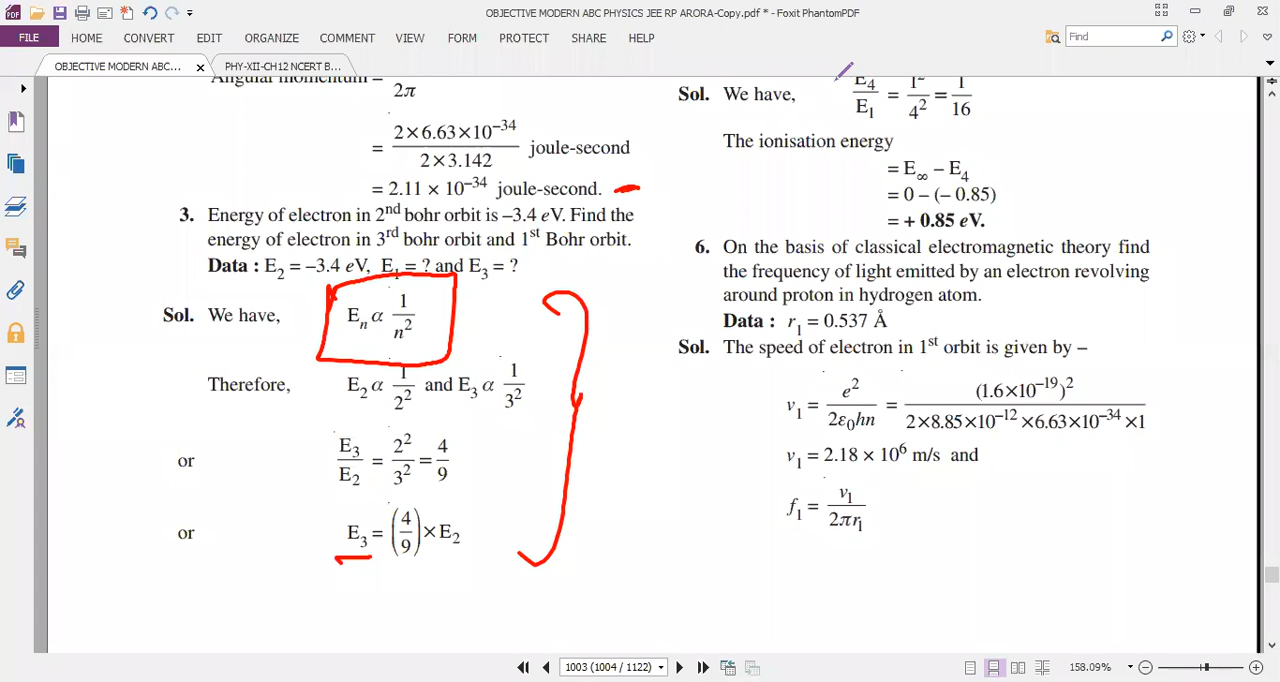 OBJECTIVE MODERN ABC PHYSICS JEE RP ARORA-Copy.pdf * - Foxit PhantomPDF
FILE HOME CONVERT EDIT ORGANIZE COMMENT VIEW FORM PROTECT SHARE HELP
Find
OBJECTIVE MODERN ABC... PHY-XII-CH12 NCERT B...
Angular momentum =
2π
= 2×6.63×10⁻³⁴ / 2×3.142 joule-second
= 2.11 × 10⁻³⁴ joule-second.
3. Energy of electron in 2nd bohr orbit is –3.4 eV. Find the
energy of electron in 3rd bohr orbit and 1st Bohr orbit.
Data : E₂ = –3.4 eV, E₁ = ? and E₃ = ?
Sol. We have, Eₙ α 1/n²
Therefore, E₂ α 1/2² and E₃ α 1/3²
or E₃/E₂ = 2²/3² = 4/9
or E₃ = (4/9) × E₂
Sol. We have, E₄/E₁ = 1²/4² = 1/16
The ionisation energy
= E∞ – E₄
= 0 – (– 0.85)
= + 0.85 eV.
6. On the basis of classical electromagnetic theory find
the frequency of light emitted by an electron revolving
around proton in hydrogen atom.
Data : r₁ = 0.537 Å
Sol. The speed of electron in 1st orbit is given by –
v₁ = e²/2ε₀hn = (1.6×10⁻¹⁹)² / 2×8.85×10⁻¹²×6.63×10⁻³⁴×1
v₁ = 2.18 × 10⁶ m/s and
f₁ = v₁/2πr₁
1003 (1004 / 1122)
158.09%